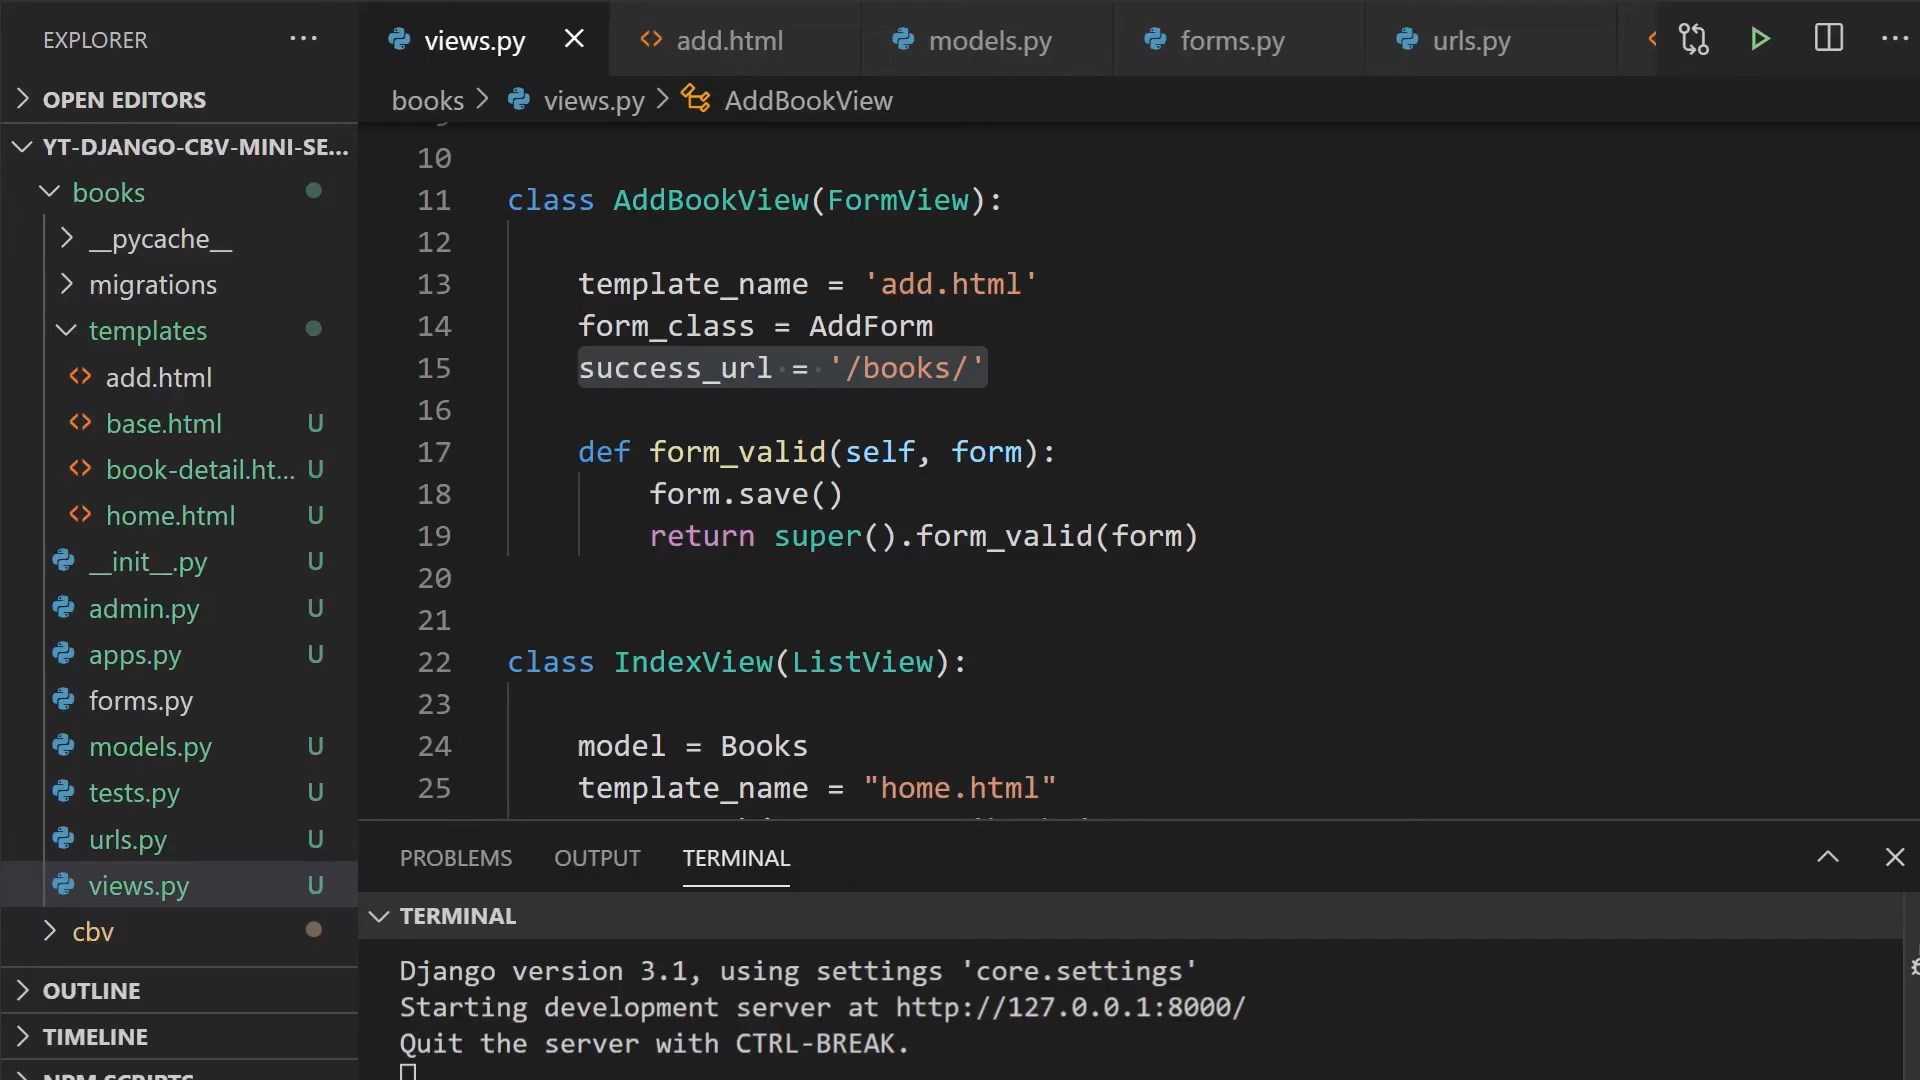 EXPLORER
OPEN EDITORS
YT-DJANGO-CBV-MINI-SE...
books
__pycache__
migrations
templates
add.html
base.html U
book-detail.ht... U
home.html U
__init__.py U
admin.py U
apps.py U
forms.py
models.py U
tests.py U
urls.py U
views.py U
cbv
OUTLINE
TIMELINE
NPM SCRIPTS
views.py add.html models.py forms.py urls.py
books > views.py > AddBookView
10
11 class AddBookView(FormView):
12
13 template_name = 'add.html'
14 form_class = AddForm
15 success_url = '/books/'
16
17 def form_valid(self, form):
18 form.save()
19 return super().form_valid(form)
20
21
22 class IndexView(ListView):
23
24 model = Books
25 template_name = "home.html"
PROBLEMS OUTPUT TERMINAL
TERMINAL
Django version 3.1, using settings 'core.settings'
Starting development server at http://127.0.0.1:8000/
Quit the server with CTRL-BREAK.